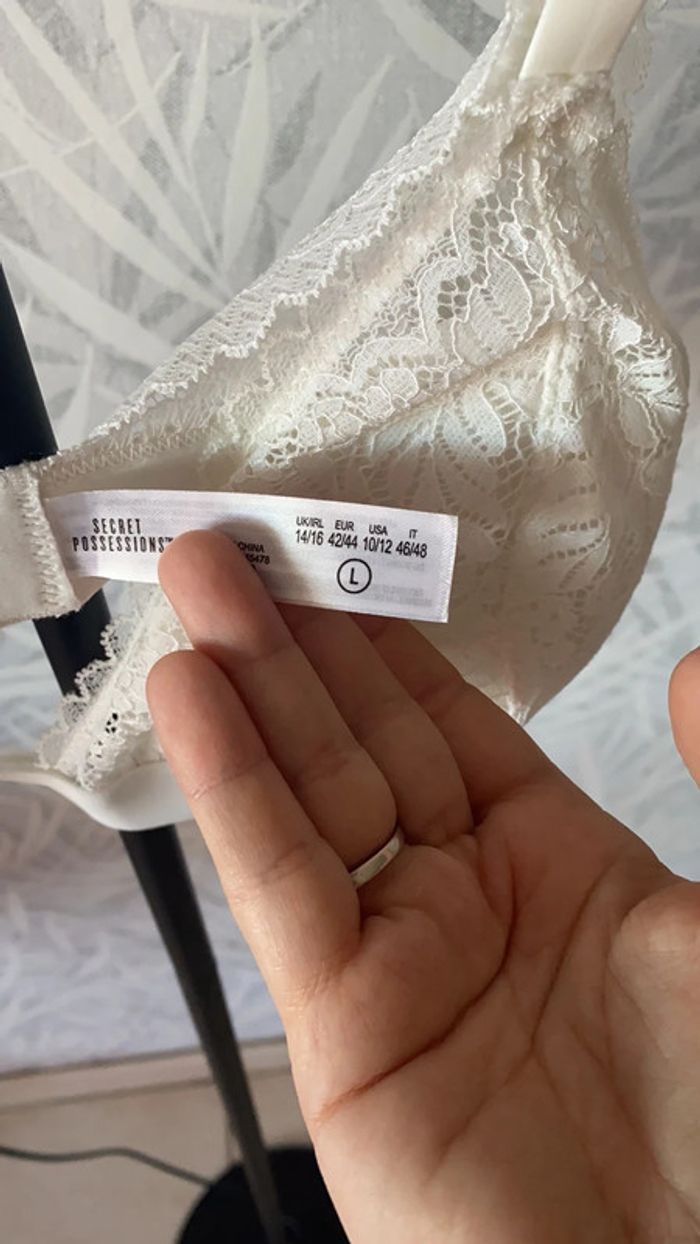 SECRET
POSSESSIONS
CHINA
UK/IRL EUR USA IT
14/16 42/44 10/12 46/48
L